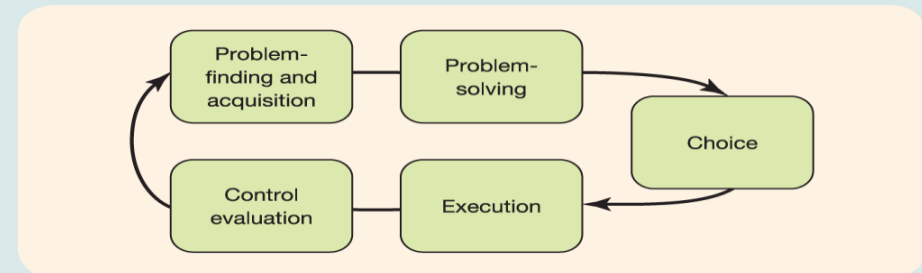 Problem-
finding and
acquisition
Problem-
solving
Choice
Control
evaluation
Execution